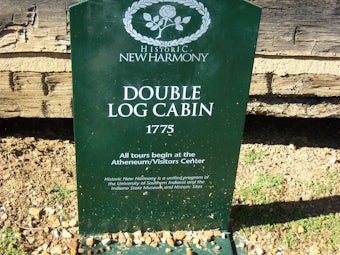 HISTORIC
NEW HARMONY
DOUBLE
LOG CABIN
1775
All tours begin at the
Atheneum/Visitors Center
Historic New Harmony is a unified program of
the University of Southern Indiana and the
Indiana State Museum and Historic Sites